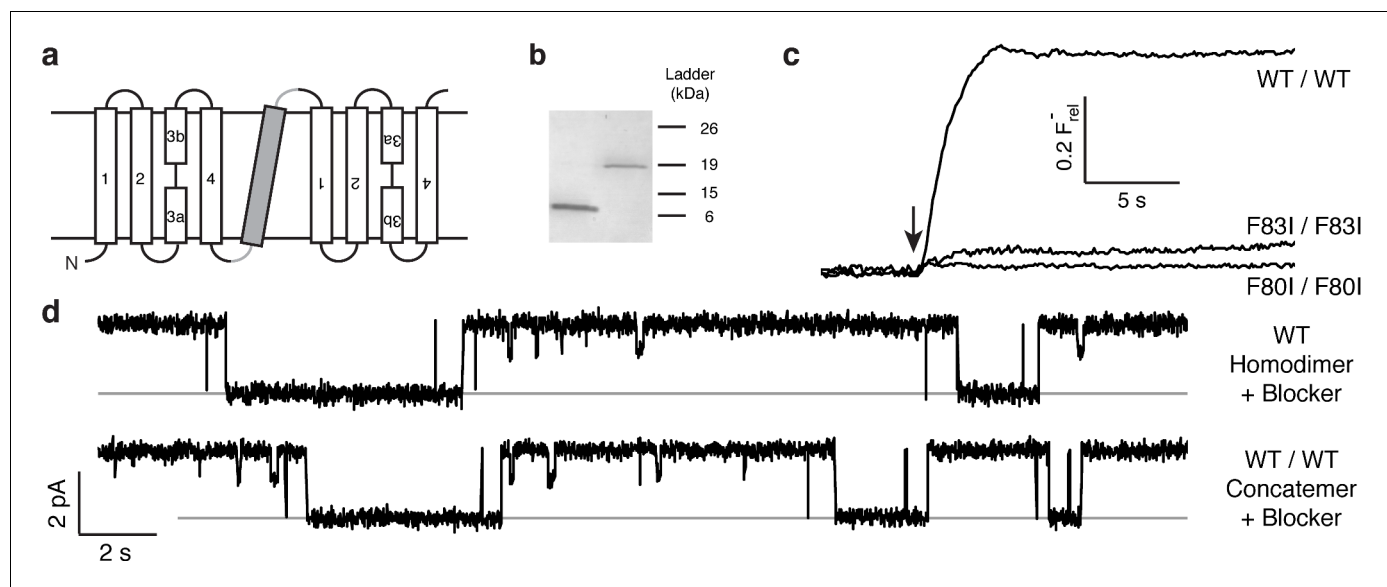 a
1
2
3b
3a
4
1
2
3a
3b
4
N
b
Ladder
(kDa)
26
19
15
6
c
WT / WT
0.2 F⁻rel
5 s
F83I / F83I
F80I / F80I
d
WT
Homodimer
+ Blocker
WT / WT
Concatemer
+ Blocker
2 pA
2 s